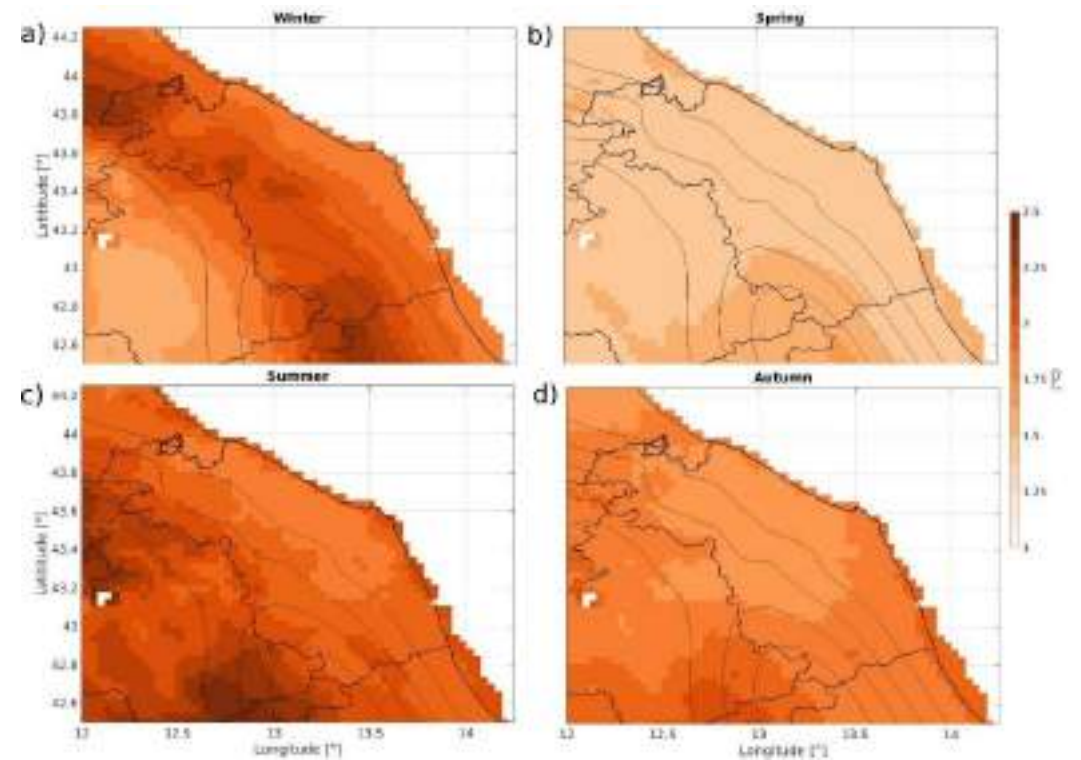 Winter
Spring
a)
b)
44.2
44
43.8
43.6
43.4
43.2
43
42.8
42.6
Latitude [°]
2.5
2.25
2
1.75
1.5
1.25
1
Summer
Autumn
c)
d)
44.2
44
43.8
43.6
43.4
43.2
43
42.8
42.6
Latitude [°]
12
12.5
13
13.5
14
Longitude [°]
12
12.5
13
13.5
14
Longitude [°]